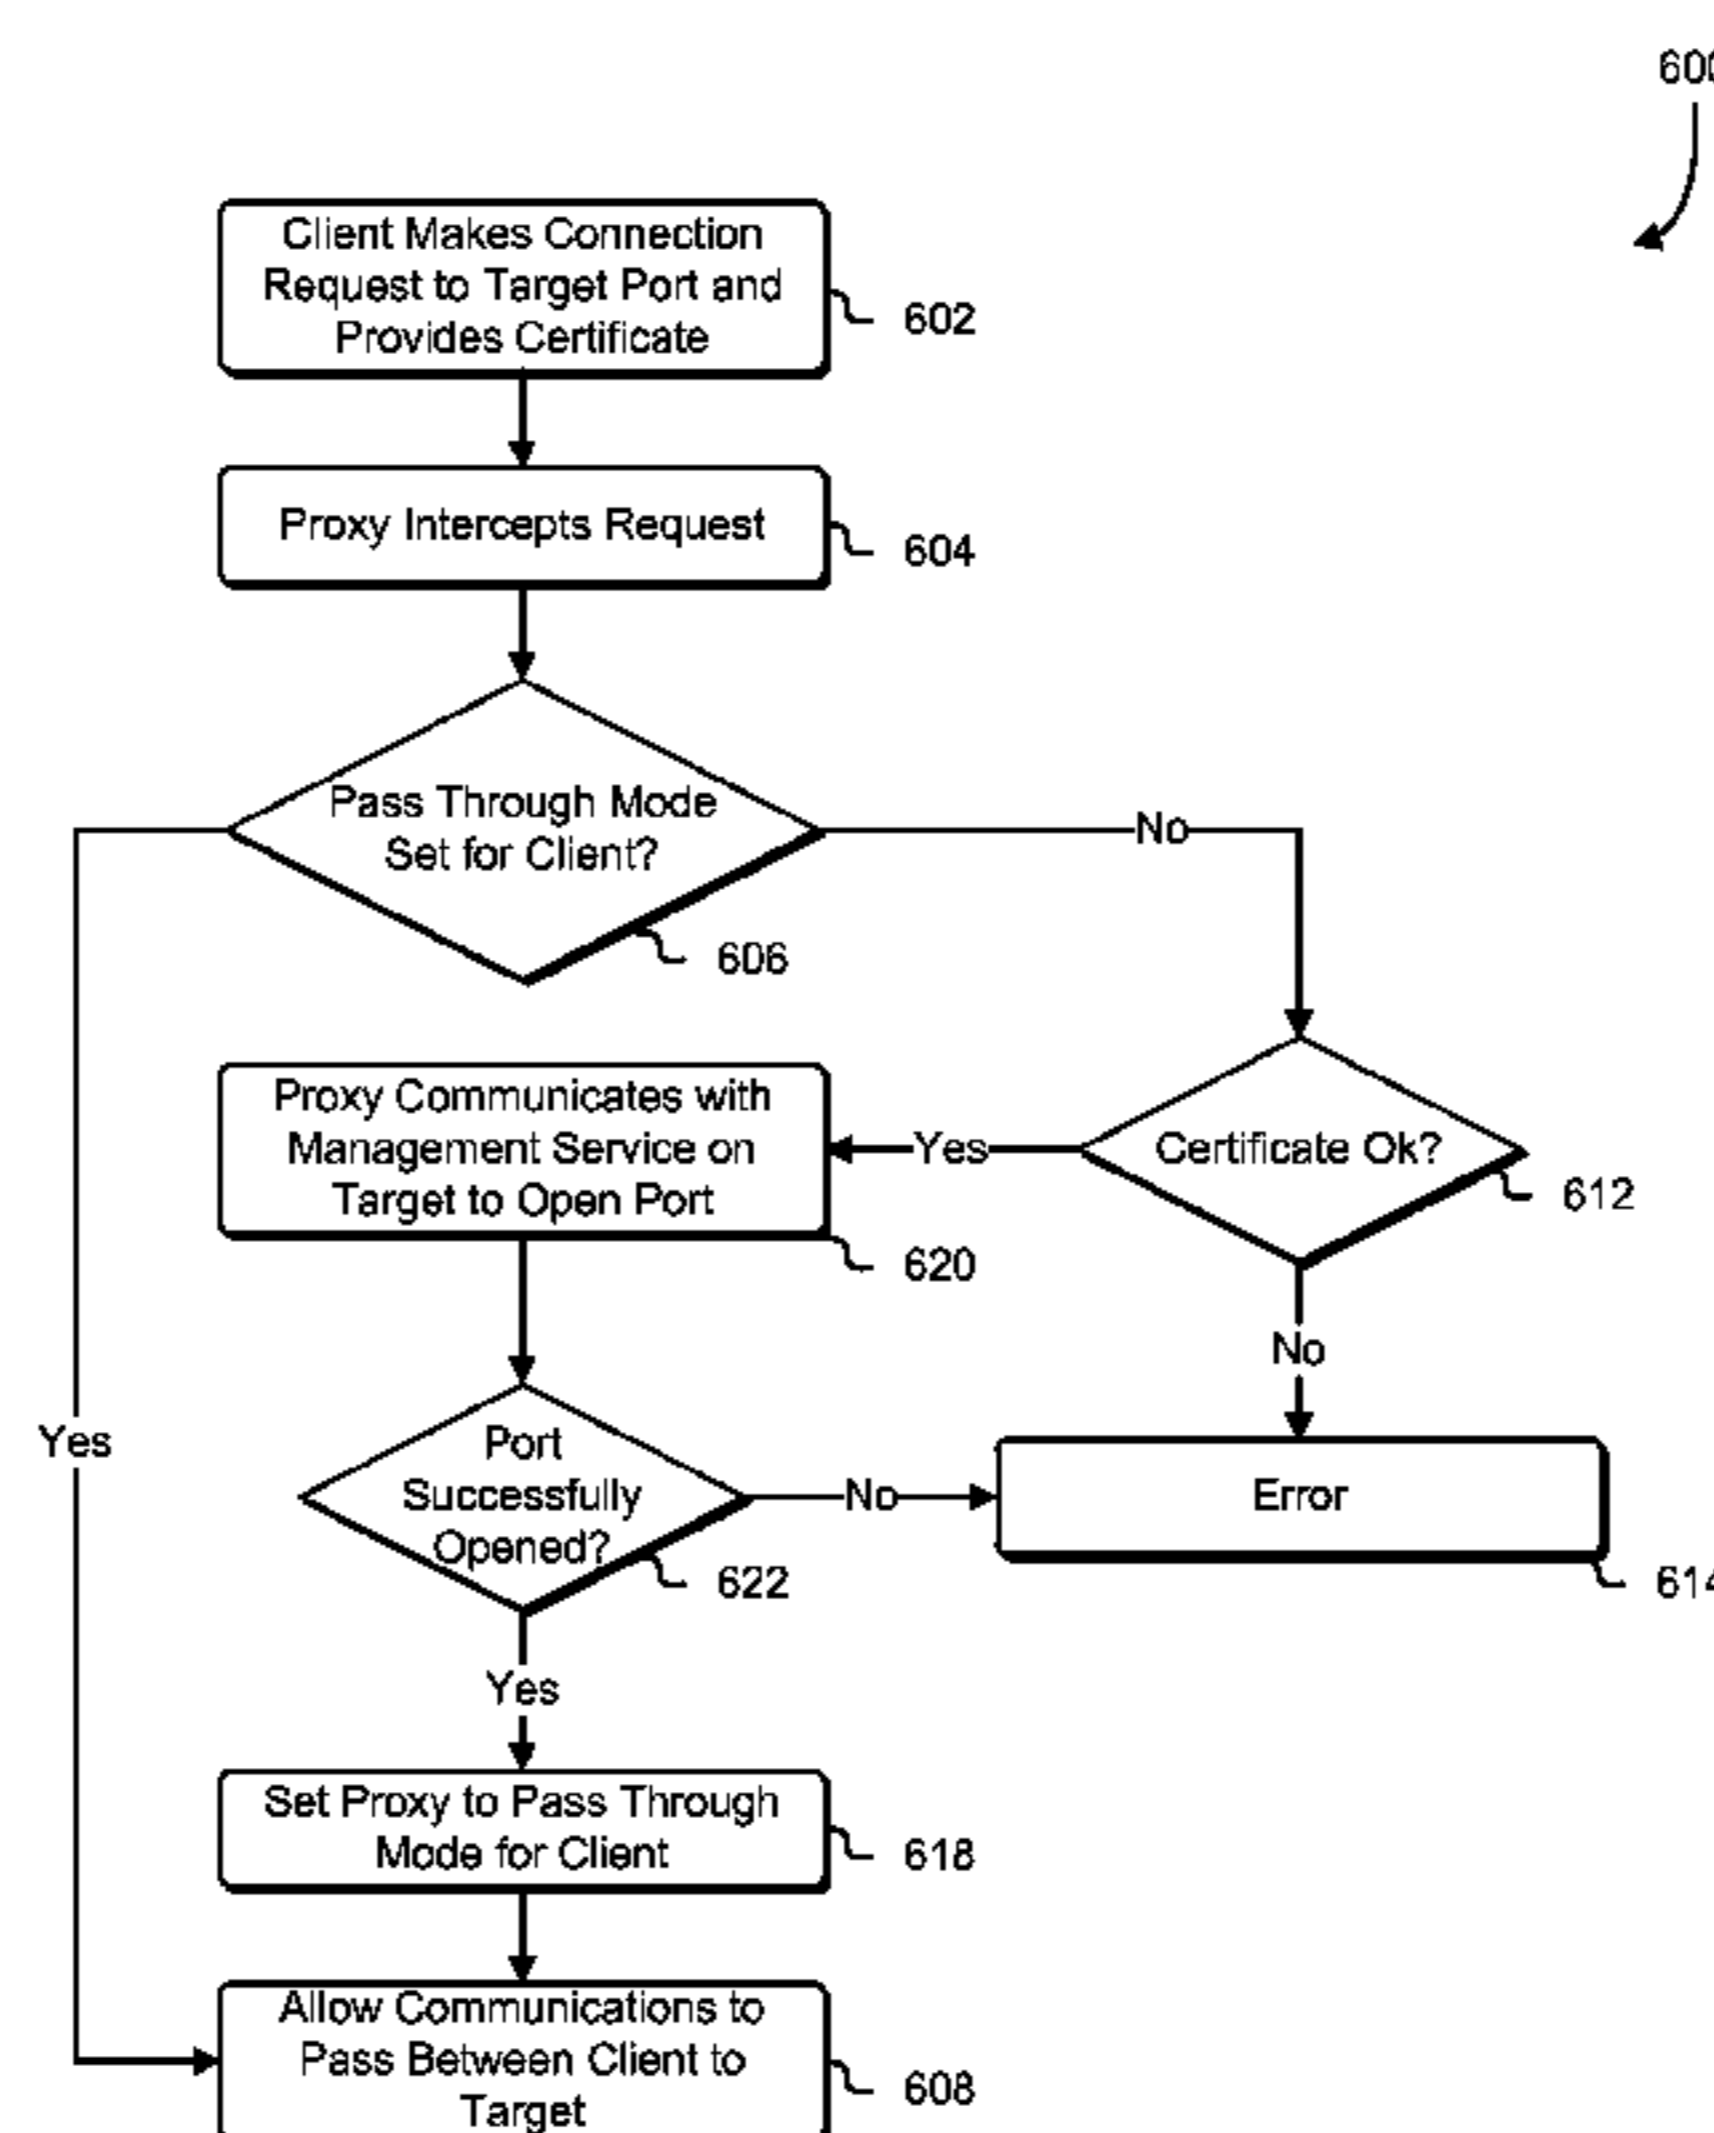 600
Client Makes Connection
Request to Target Port and
Provides Certificate
602
Proxy Intercepts Request
604
Pass Through Mode
Set for Client?
606
No
Proxy Communicates with
Management Service on
Target to Open Port
620
Yes
Certificate Ok?
612
No
Yes
Port
Successfully
Opened?
622
No
Error
614
Yes
Set Proxy to Pass Through
Mode for Client
618
Allow Communications to
Pass Between Client to
Target
608